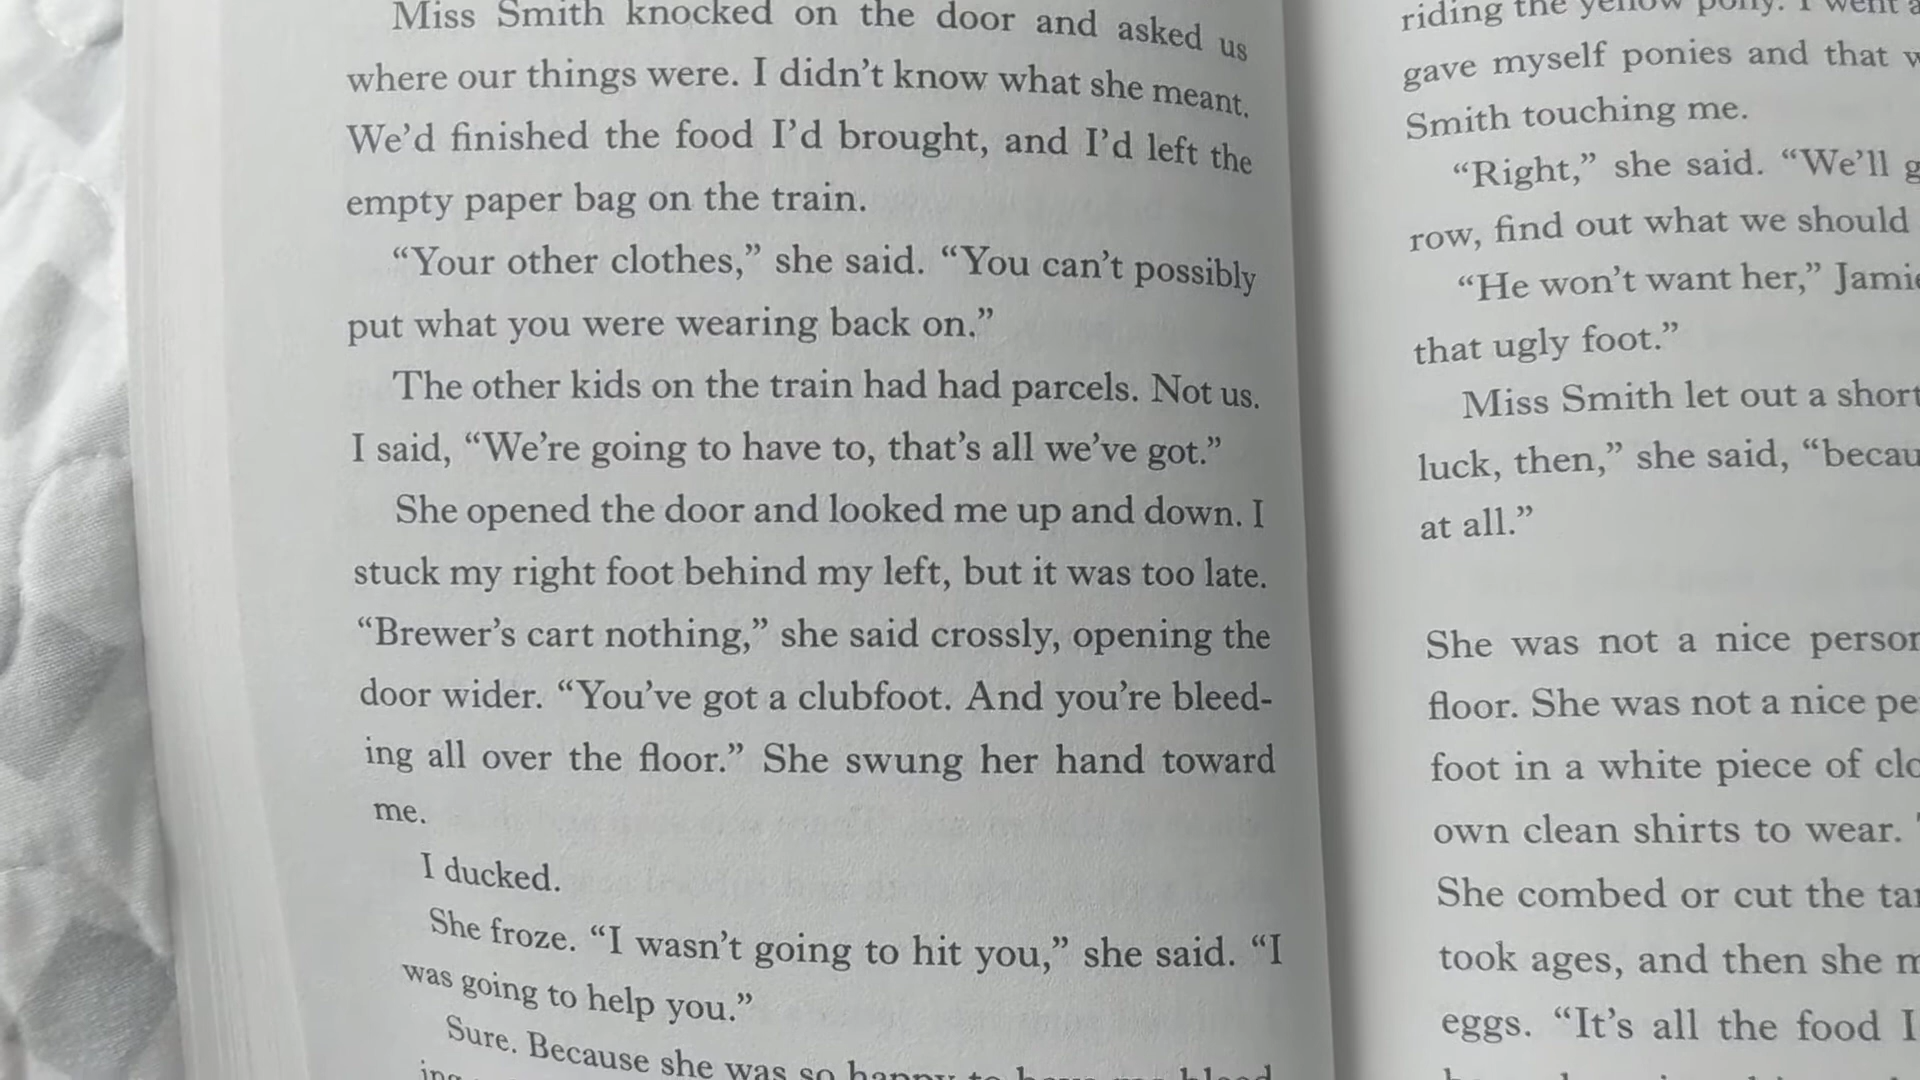 Miss Smith knocked on the door and asked us
where our things were. I didn't know what she meant.
We'd finished the food I'd brought, and I'd left the
empty paper bag on the train.
“Your other clothes,” she said. “You can't possibly
put what you were wearing back on.”
The other kids on the train had had parcels. Not us.
I said, “We're going to have to, that's all we've got.”
She opened the door and looked me up and down. I
stuck my right foot behind my left, but it was too late.
“Brewer's cart nothing,” she said crossly, opening the
door wider. “You've got a clubfoot. And you're bleed-
ing all over the floor.” She swung her hand toward
me.
I ducked.
She froze. “I wasn't going to hit you,” she said. “I
was going to help you.”
Sure. Because she was so happy to
riding the yellow pony. I went
gave myself ponies and that
Smith touching me.
“Right,” she said. “We'll
row, find out what we should
“He won't want her,” Jamie
that ugly foot.”
Miss Smith let out a short
luck, then,” she said, “becau
at all.”
She was not a nice person
floor. She was not a nice pe
foot in a white piece of clo
own clean shirts to wear.
She combed or cut the tan
took ages, and then she m
eggs. “It's all the food I